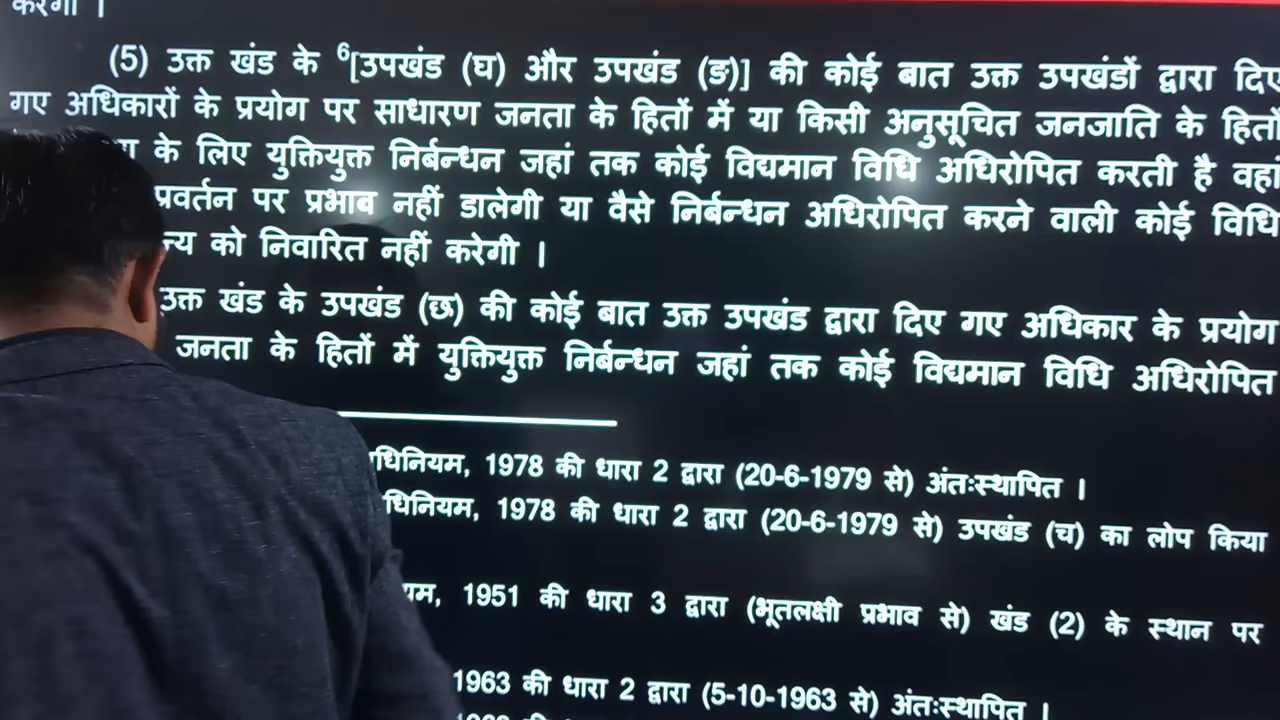 करेगी ।
(5) उक्त खंड के ⁶[उपखंड (घ) और उपखंड (ङ)] की कोई बात उक्त उपखंडों द्वारा दिए
गए अधिकारों के प्रयोग पर साधारण जनता के हितों में या किसी अनुसूचित जनजाति के हितों
के लिए युक्तियुक्त निर्बन्धन जहां तक कोई विद्यमान विधि अधिरोपित करती है वहां
प्रवर्तन पर प्रभाव नहीं डालेगी या वैसे निर्बन्धन अधिरोपित करने वाली कोई विधि
को निवारित नहीं करेगी ।
उक्त खंड के उपखंड (छ) की कोई बात उक्त उपखंड द्वारा दिए गए अधिकार के प्रयोग
जनता के हितों में युक्तियुक्त निर्बन्धन जहां तक कोई विद्यमान विधि अधिरोपित
1978 की धारा 2 द्वारा (20-6-1979 से) अंतःस्थापित ।
1978 की धारा 2 द्वारा (20-6-1979 से) उपखंड (च) का लोप किया
1951 की धारा 3 द्वारा (भूतलक्षी प्रभाव से) खंड (2) के स्थान पर
1963 की धारा 2 द्वारा (5-10-1963 से) अंतःस्थापित ।